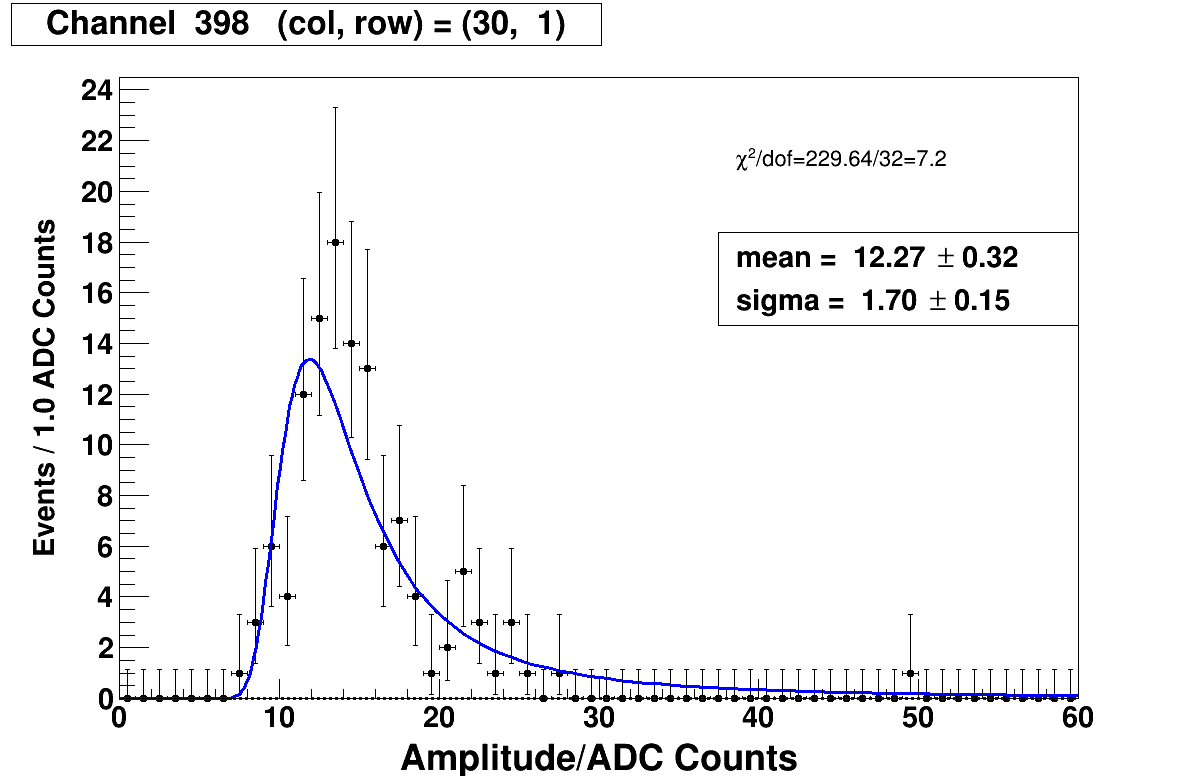 Channel 398 (col, row) = (30, 1)
24
22
20
18
16
14
12
10
8
6
4
2
0
Events / 1.0 ADC Counts
χ²/dof=229.64/32=7.2
mean = 12.27 ± 0.32
sigma = 1.70 ± 0.15
0 10 20 30 40 50 60
Amplitude/ADC Counts